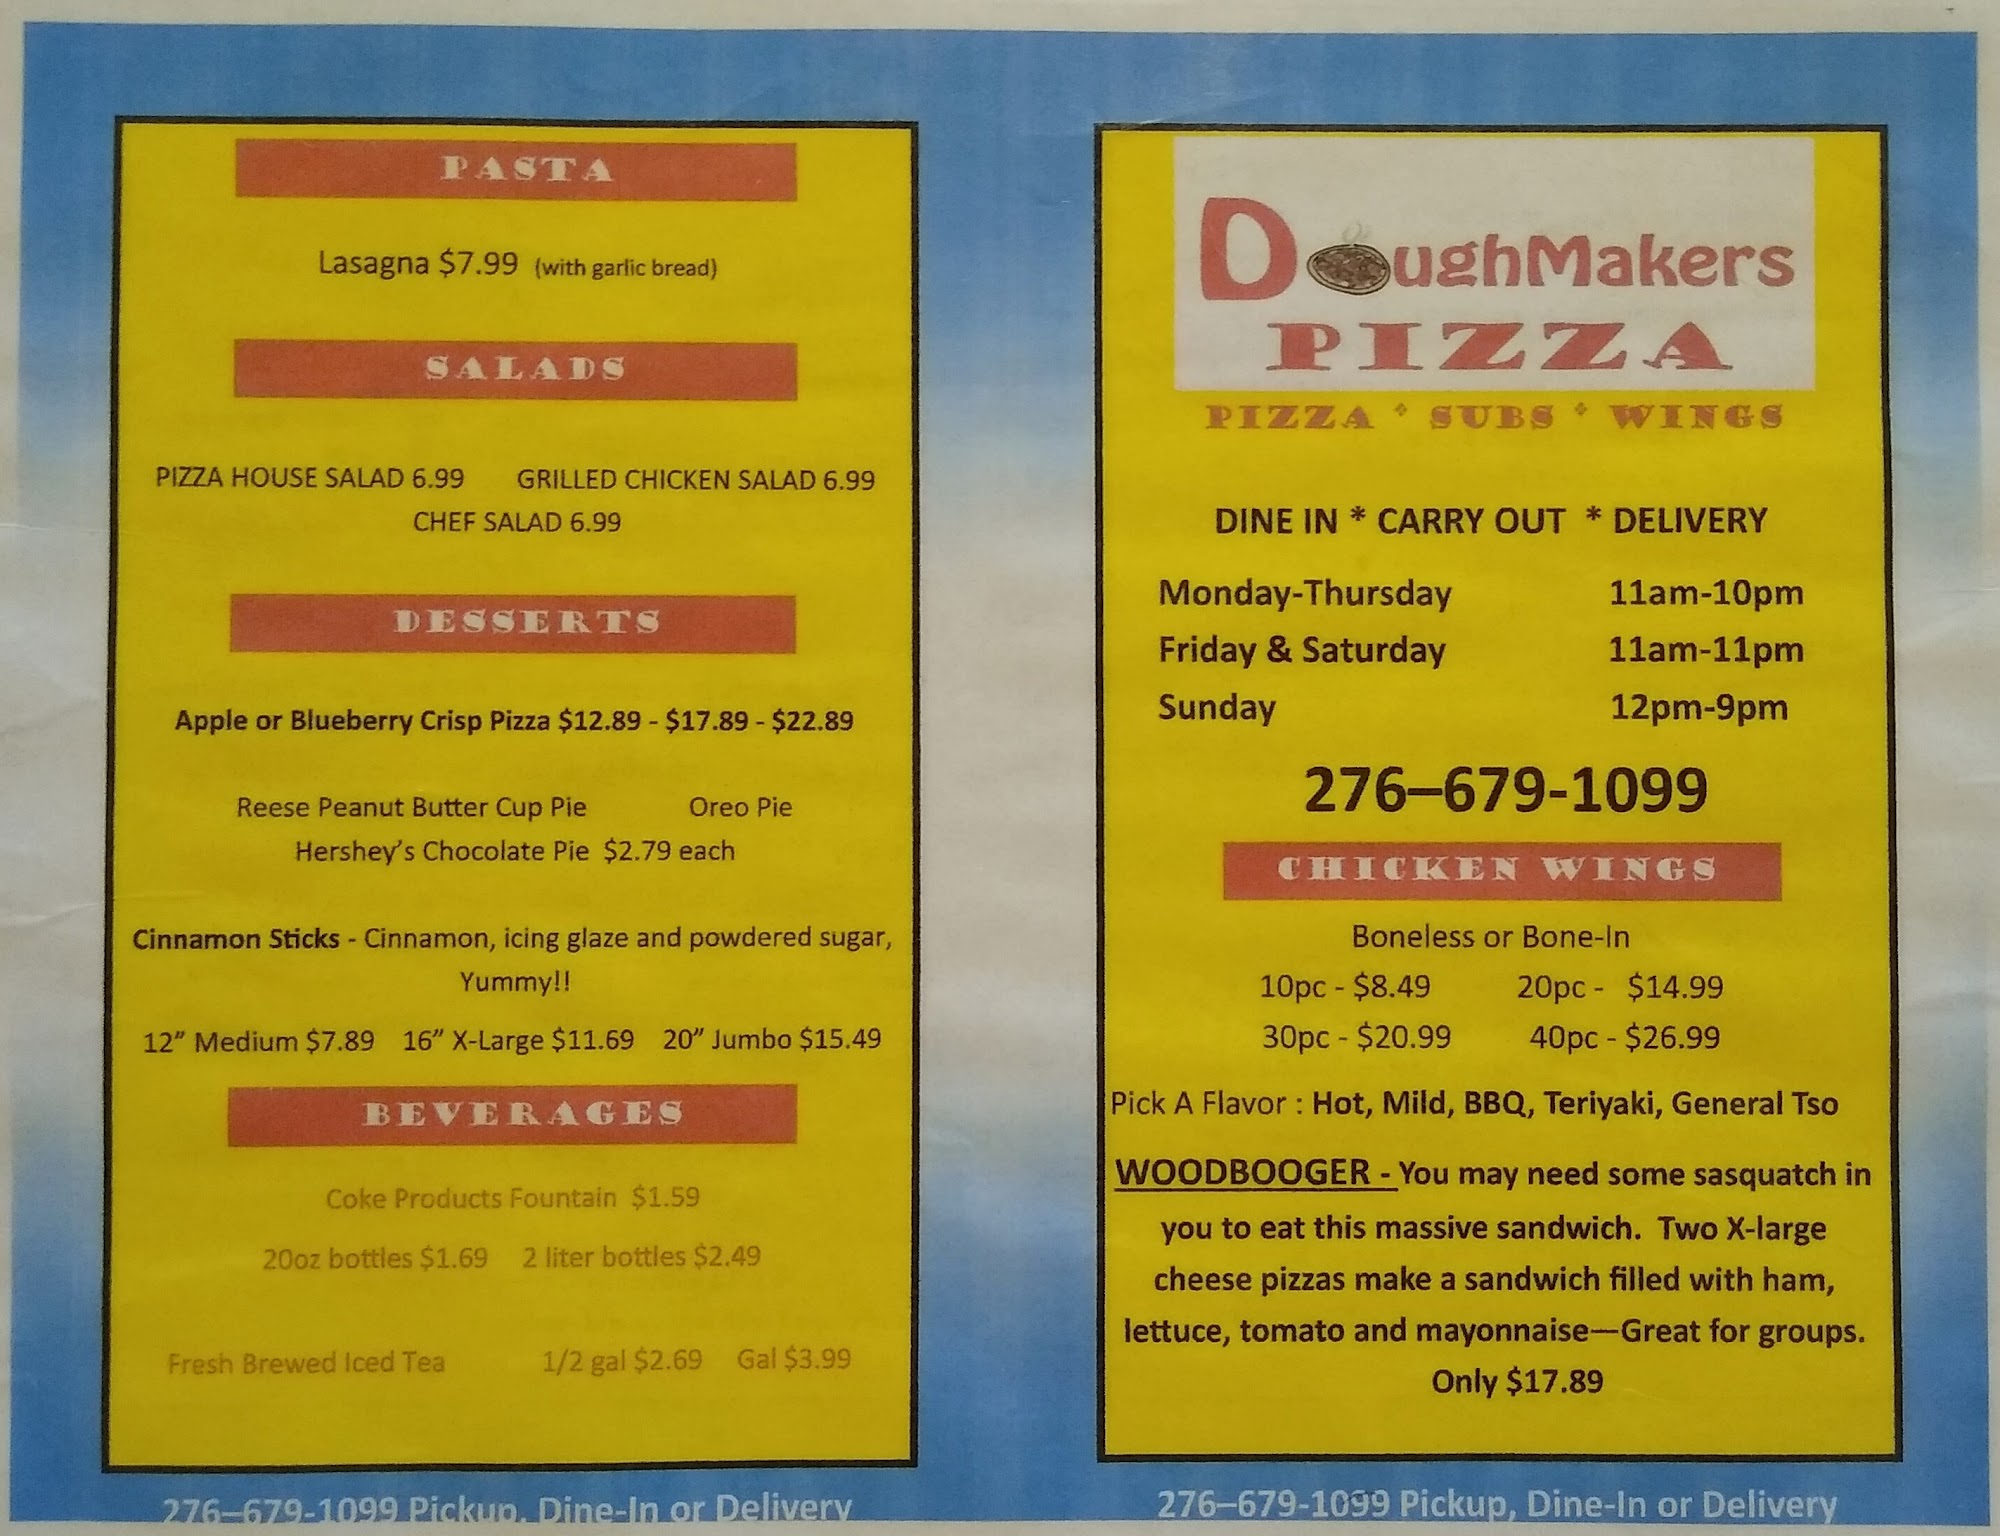 PASTA
Lasagna $7.99 (with garlic bread)
SALADS
PIZZA HOUSE SALAD 6.99 GRILLED CHICKEN SALAD 6.99
CHEF SALAD 6.99
DESSERTS
Apple or Blueberry Crisp Pizza $12.89 - $17.89 - $22.89
Reese Peanut Butter Cup Pie Oreo Pie
Hershey’s Chocolate Pie $2.79 each
Cinnamon Sticks - Cinnamon, icing glaze and powdered sugar,
Yummy!!
12” Medium $7.89 16” X-Large $11.69 20” Jumbo $15.49
BEVERAGES
Coke Products Fountain $1.59
20oz bottles $1.69 2 liter bottles $2.49
Fresh Brewed Iced Tea 1/2 gal $2.69 Gal $3.99
276–679-1099 Pickup, Dine-In or Delivery
DoughMakers
PIZZA
PIZZA * SUBS * WINGS
DINE IN * CARRY OUT * DELIVERY
Monday-Thursday 11am-10pm
Friday & Saturday 11am-11pm
Sunday 12pm-9pm
276–679-1099
CHICKEN WINGS
Boneless or Bone-In
10pc - $8.49 20pc - $14.99
30pc - $20.99 40pc - $26.99
Pick A Flavor : Hot, Mild, BBQ, Teriyaki, General Tso
WOODBOOGER - You may need some sasquatch in
you to eat this massive sandwich. Two X-large
cheese pizzas make a sandwich filled with ham,
lettuce, tomato and mayonnaise—Great for groups.
Only $17.89
276–679-1099 Pickup, Dine-In or Delivery